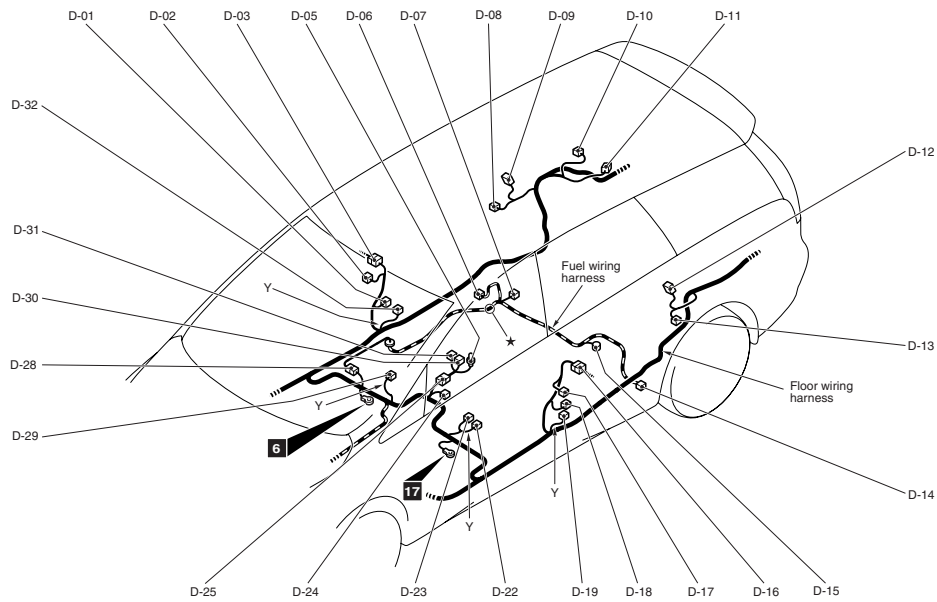 D-01
D-02
D-03
D-05
D-06
D-07
D-08
D-09
D-10
D-11
D-32
D-12
D-31
Fuel wiring
harness
Y
D-30
★
D-13
D-28
Y
Floor wiring
harness
D-29
6
17
D-14
Y
Y
D-25
D-24
D-23
D-22
D-19
D-18
D-17
D-16
D-15